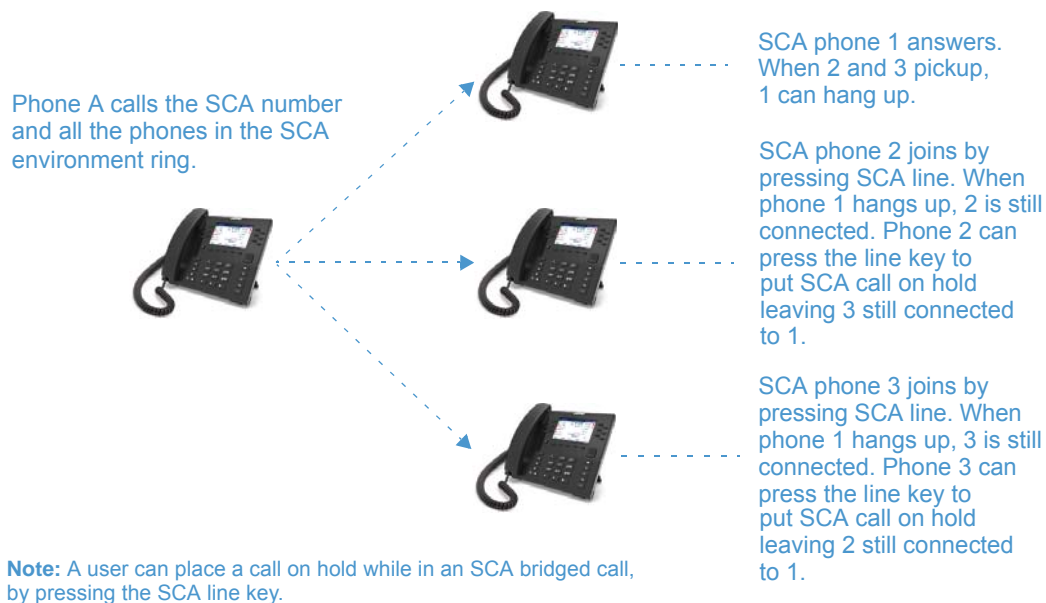 Phone A calls the SCA number
and all the phones in the SCA
environment ring.
SCA phone 1 answers.
When 2 and 3 pickup,
1 can hang up.
SCA phone 2 joins by
pressing SCA line. When
phone 1 hangs up, 2 is still
connected. Phone 2 can
press the line key to
put SCA call on hold
leaving 3 still connected
to 1.
SCA phone 3 joins by
pressing SCA line. When
phone 1 hangs up, 3 is still
connected. Phone 3 can
press the line key to
put SCA call on hold
leaving 2 still connected
to 1.
Note: A user can place a call on hold while in an SCA bridged call,
by pressing the SCA line key.